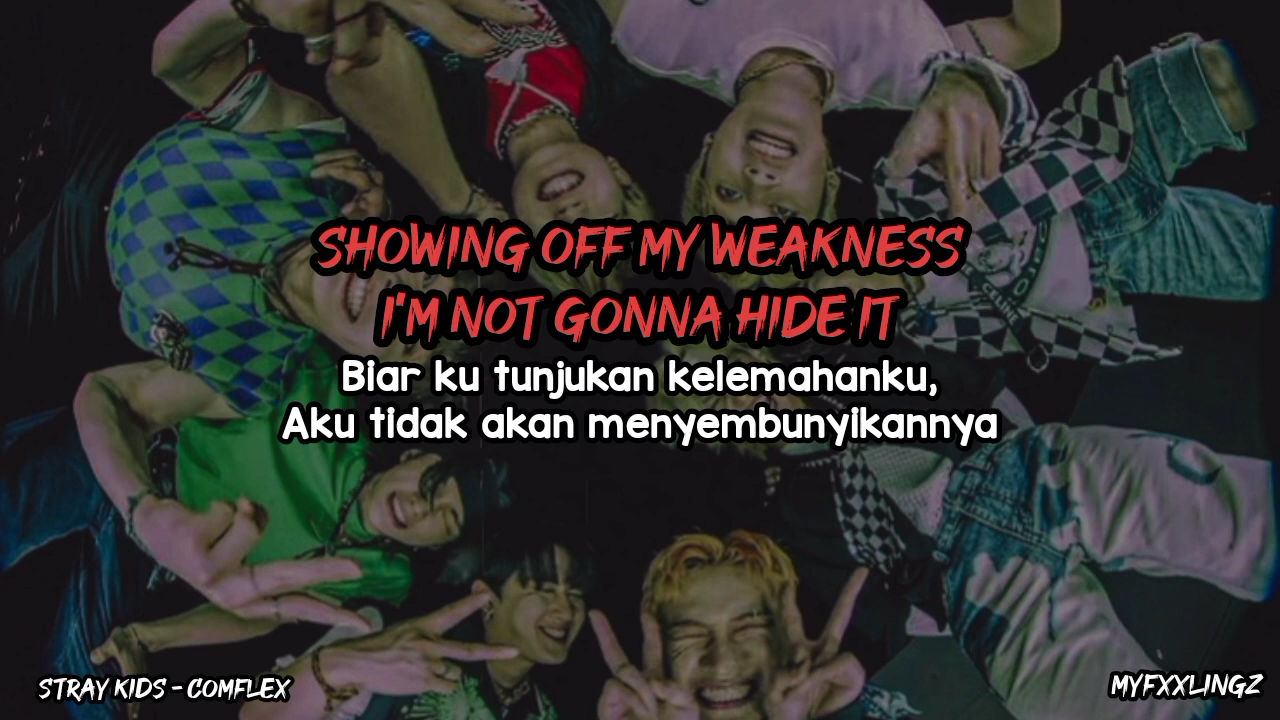 SHOWING OFF MY WEAKNESS
I'M NOT GONNA HIDE IT
Biar ku tunjukan kelemahanku,
Aku tidak akan menyembunyikannya
STRAY KIDS - COMFLEX
MYFXXLINGZ